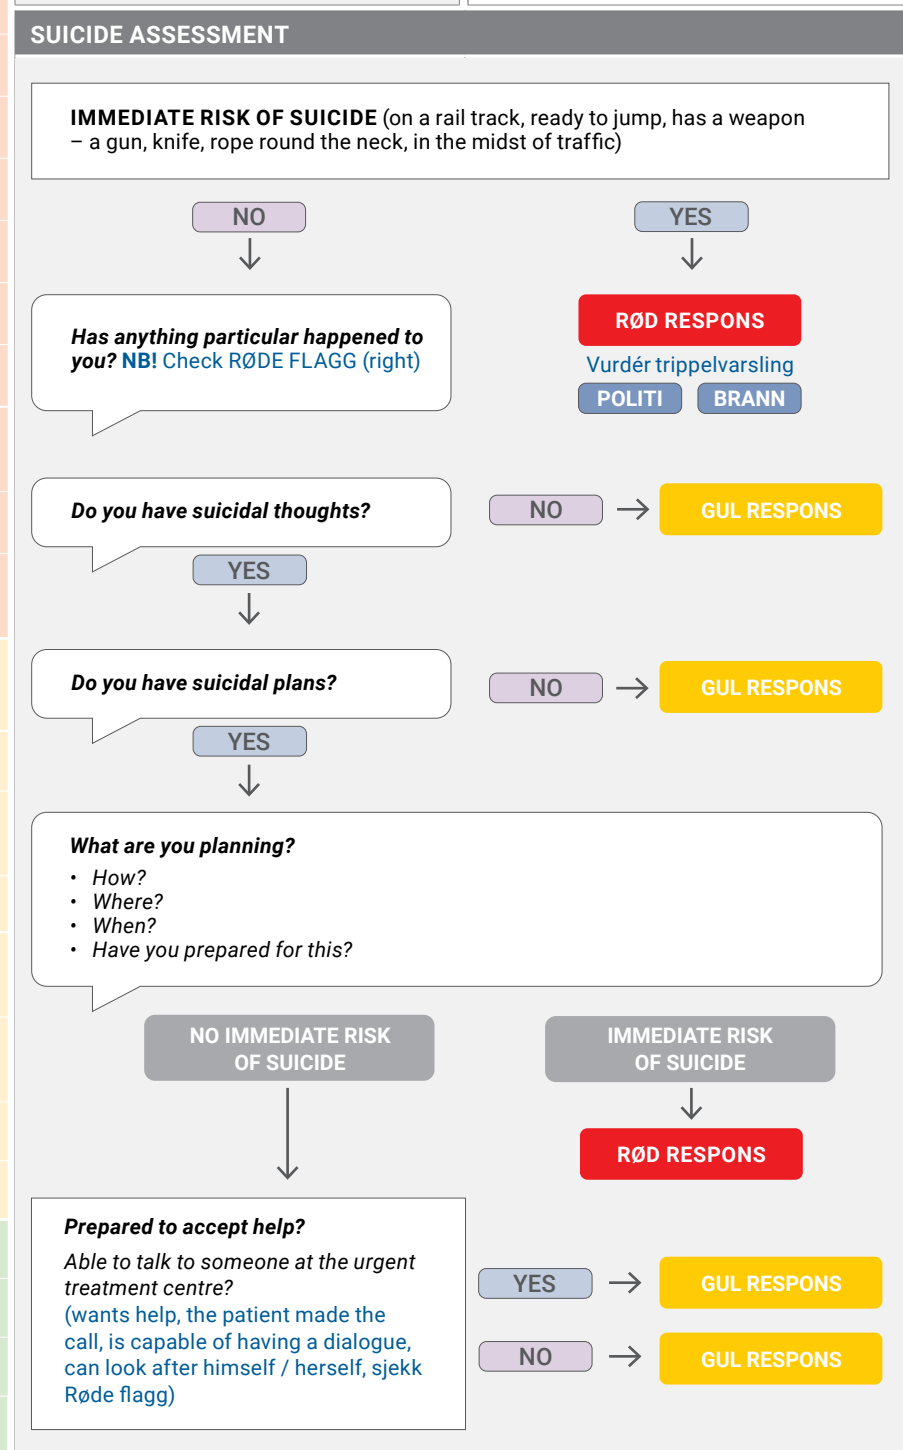 SUICIDE ASSESSMENT
IMMEDIATE RISK OF SUICIDE (on a rail track, ready to jump, has a weapon
– a gun, knife, rope round the neck, in the midst of traffic)
NO
YES
Has anything particular happened to
you? NB! Check RØDE FLAGG (right)
RØD RESPONS
Vurdér trippelvarsling
POLITI
BRANN
Do you have suicidal thoughts?
NO
GUL RESPONS
YES
Do you have suicidal plans?
NO
GUL RESPONS
YES
What are you planning?
• How?
• Where?
• When?
• Have you prepared for this?
NO IMMEDIATE RISK
OF SUICIDE
IMMEDIATE RISK
OF SUICIDE
RØD RESPONS
Prepared to accept help?
Able to talk to someone at the urgent
treatment centre?
(wants help, the patient made the
call, is capable of having a dialogue,
can look after himself / herself, sjekk
Røde flagg)
YES
GUL RESPONS
NO
GUL RESPONS